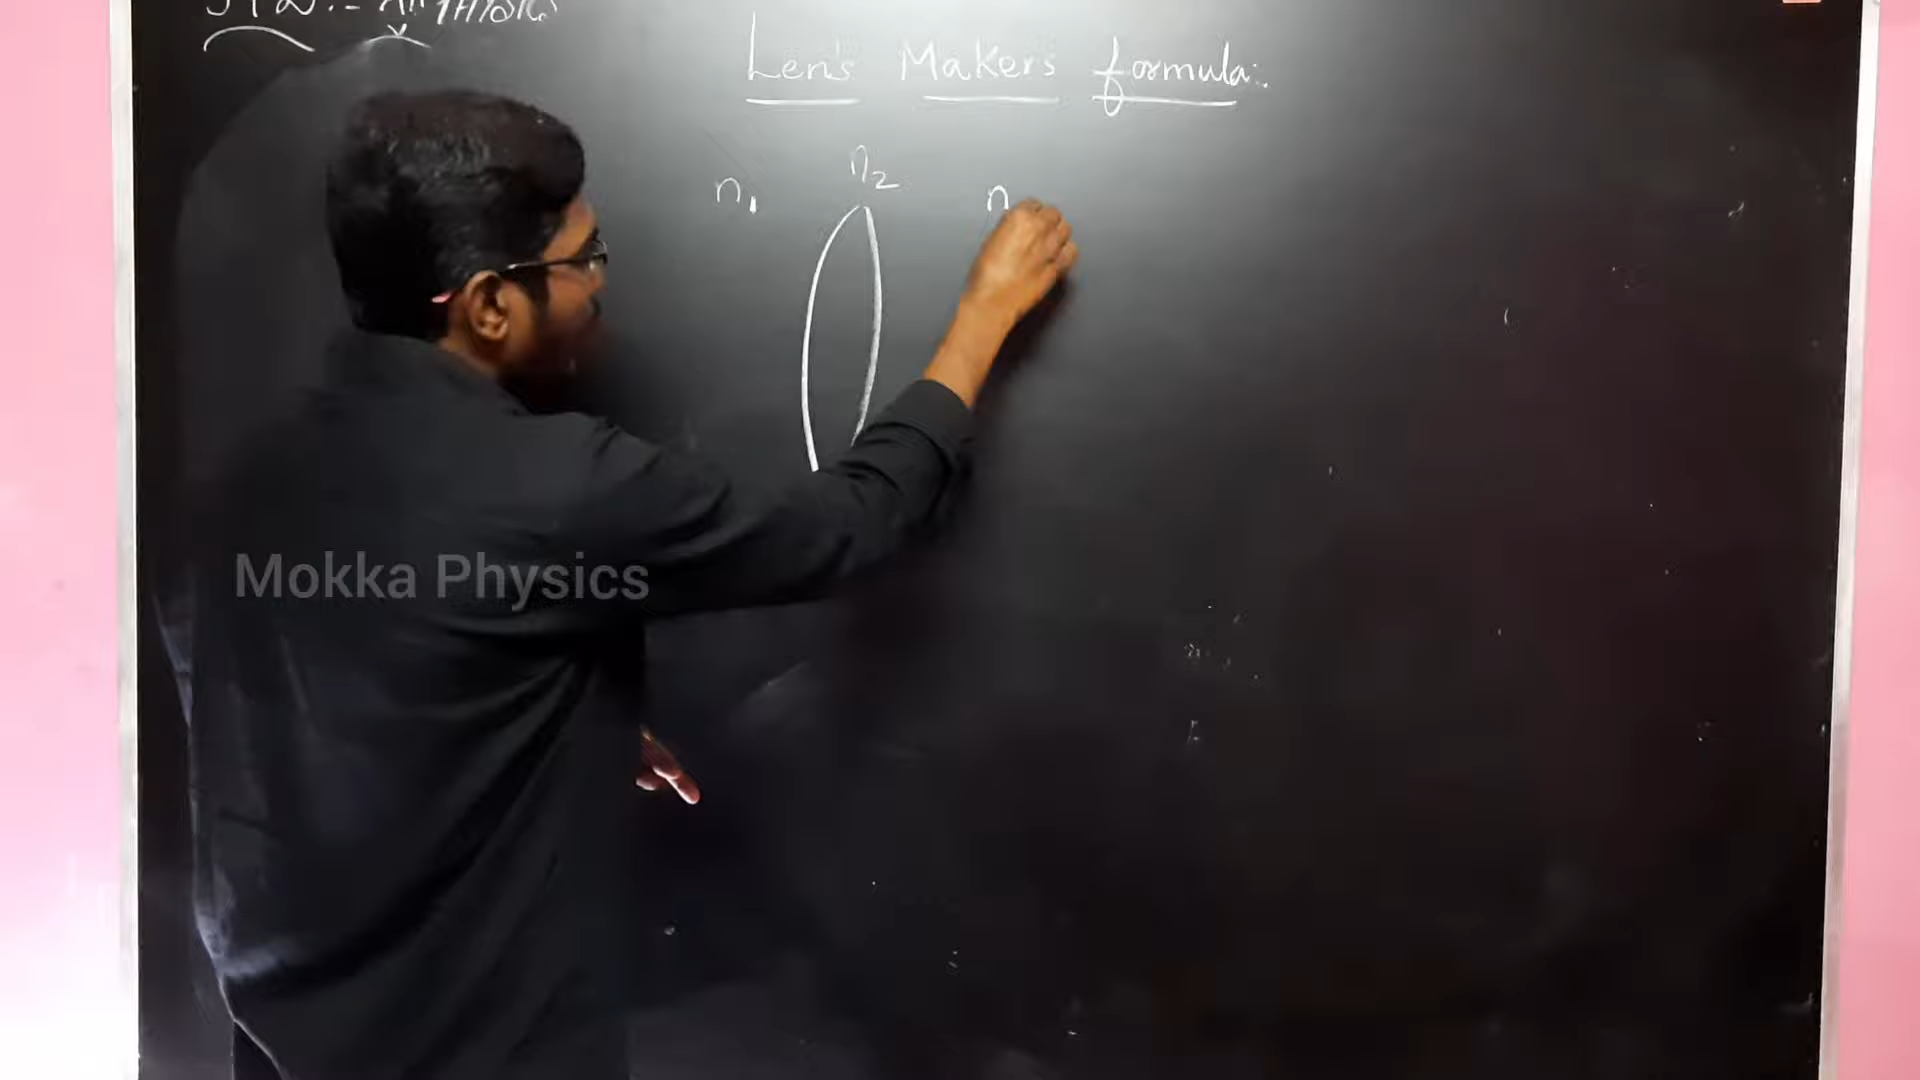 Lens Makers formula:.
n₂
n₁ n
Mokka Physics